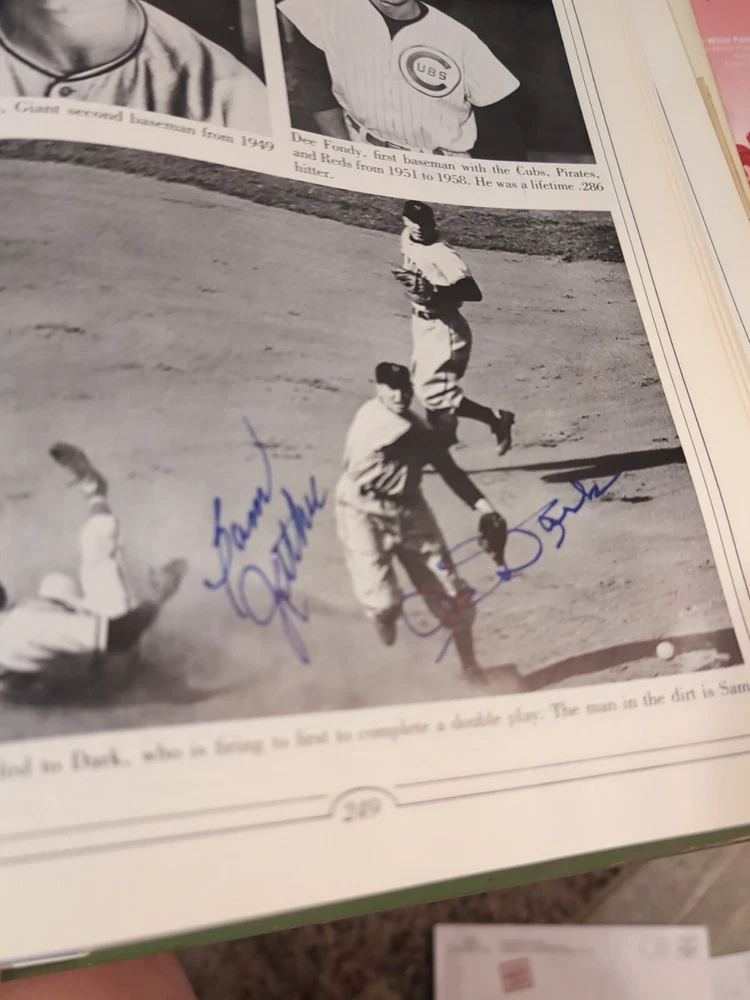 , Giant second baseman from 1949
CUBS
Dee Fondy, first baseman with the Cubs, Pirates,
and Reds from 1951 to 1958. He was a lifetime .286
hitter.
Sam
Jethroe
Dark
to Dark, who is firing to first to complete a double play. The man in the dirt is Sam
249